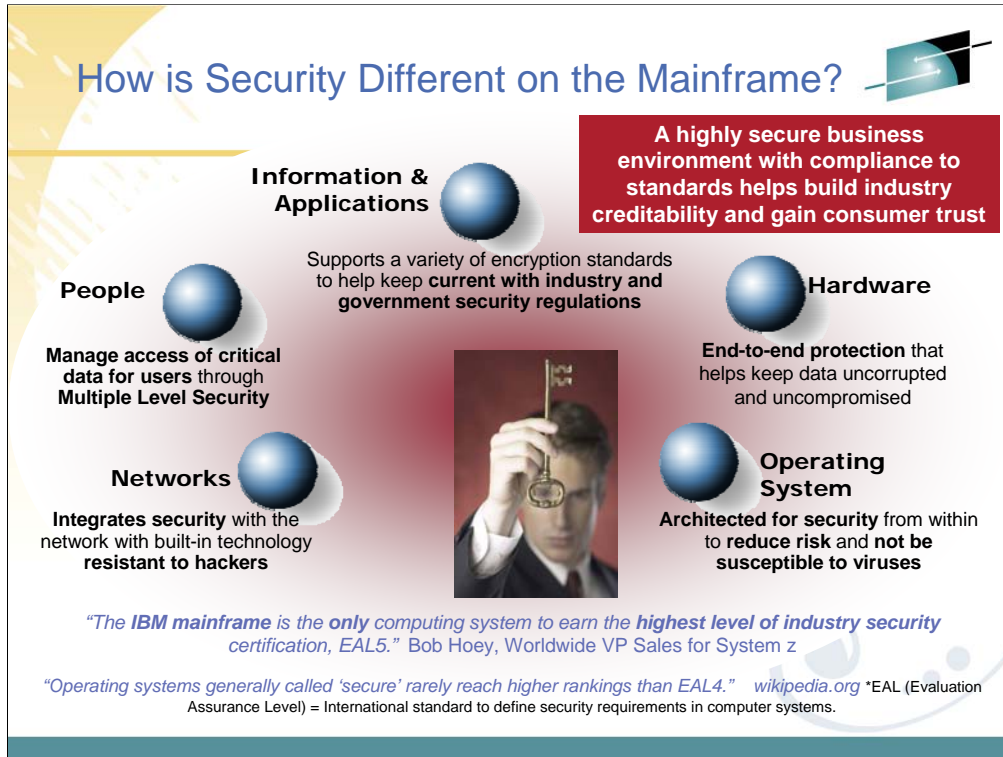 How is Security Different on the Mainframe?
A highly secure business
environment with compliance to
standards helps build industry
creditability and gain consumer trust
Information &
Applications
Supports a variety of encryption standards
to help keep current with industry and
government security regulations
People
Manage access of critical
data for users through
Multiple Level Security
Hardware
End-to-end protection that
helps keep data uncorrupted
and uncompromised
Networks
Integrates security with the
network with built-in technology
resistant to hackers
Operating
System
Architected for security from within
to reduce risk and not be
susceptible to viruses
“The IBM mainframe is the only computing system to earn the highest level of industry security
certification, EAL5.” Bob Hoey, Worldwide VP Sales for System z
“Operating systems generally called ‘secure’ rarely reach higher rankings than EAL4.” wikipedia.org *EAL (Evaluation
Assurance Level) = International standard to define security requirements in computer systems.